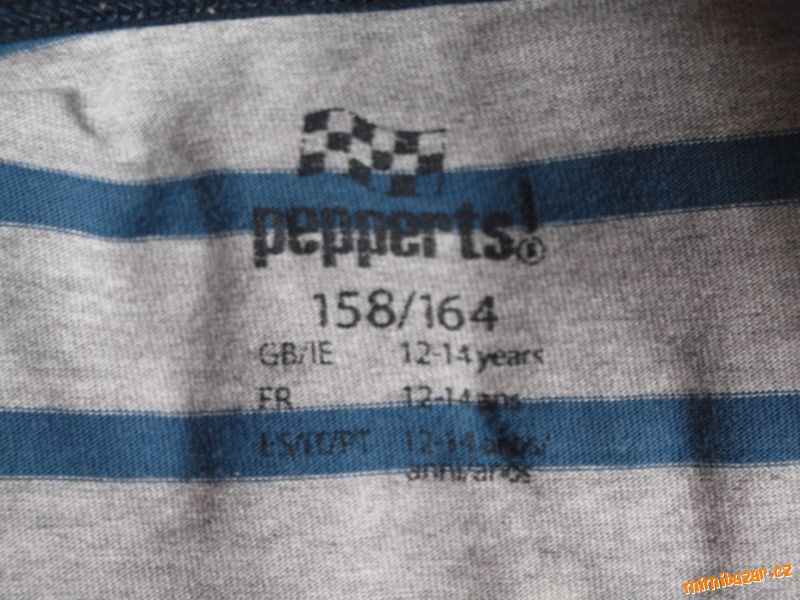 pepperts!®
158/164
GB/IE 12-14 years
FR 12-14 ans
ES/IT/PT 12-14 años/
anni/anos
mimibazar.cz